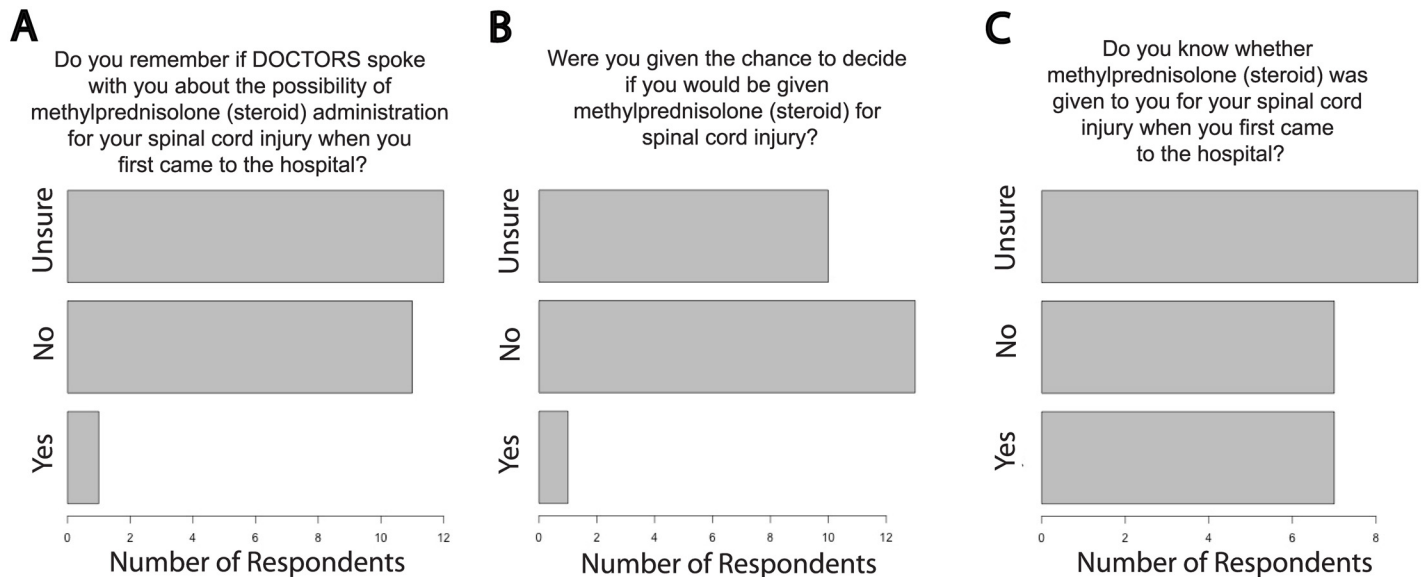 A
Do you remember if DOCTORS spoke
with you about the possibility of
methylprednisolone (steroid) administration
for your spinal cord injury when you
first came to the hospital?
Unsure
No
Yes
0 2 4 6 8 10 12
Number of Respondents
B
Were you given the chance to decide
if you would be given
methylprednisolone (steroid) for
spinal cord injury?
Unsure
No
Yes
0 2 4 6 8 10 12
Number of Respondents
C
Do you know whether
methylprednisolone (steroid) was
given to you for your spinal cord
injury when you first came
to the hospital?
Unsure
No
Yes
0 2 4 6 8
Number of Respondents